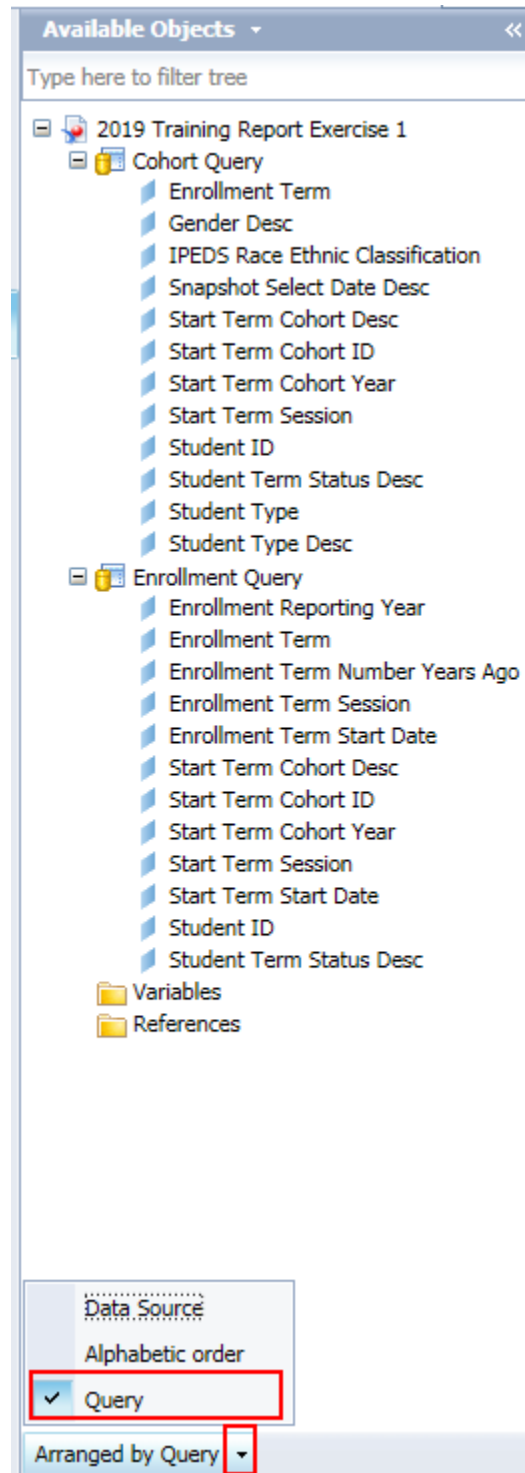 Available Objects
Type here to filter tree
2019 Training Report Exercise 1
Cohort Query
Enrollment Term
Gender Desc
IPEDS Race Ethnic Classification
Snapshot Select Date Desc
Start Term Cohort Desc
Start Term Cohort ID
Start Term Cohort Year
Start Term Session
Student ID
Student Term Status Desc
Student Type
Student Type Desc
Enrollment Query
Enrollment Reporting Year
Enrollment Term
Enrollment Term Number Years Ago
Enrollment Term Session
Enrollment Term Start Date
Start Term Cohort Desc
Start Term Cohort ID
Start Term Cohort Year
Start Term Session
Start Term Start Date
Student ID
Student Term Status Desc
Variables
References
Data Source
Alphabetic order
Query
Arranged by Query